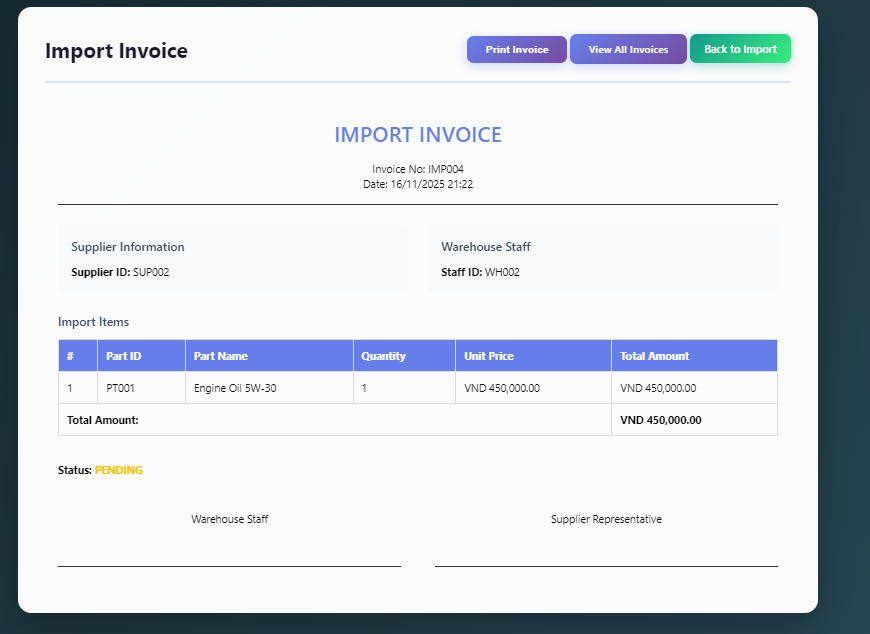 Import Invoice
Print Invoice
View All Invoices
Back to Import
IMPORT INVOICE
Invoice No: IMP004
Date: 16/11/2025 21:22
Supplier Information
Supplier ID: SUP002
Warehouse Staff
Staff ID: WH002
Import Items
# Part ID Part Name Quantity Unit Price Total Amount
1 PT001 Engine Oil 5W-30 1 VND 450,000.00 VND 450,000.00
Total Amount: VND 450,000.00
Status: PENDING
Warehouse Staff
Supplier Representative